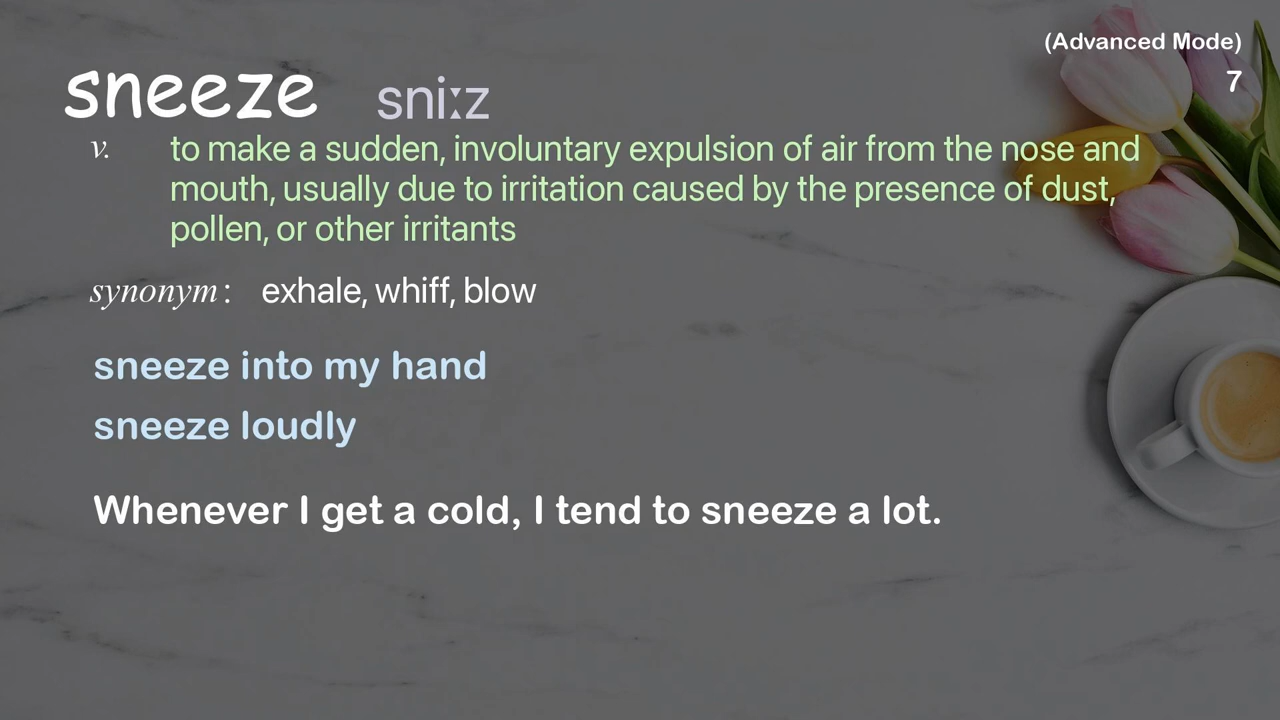 (Advanced Mode)
7
sneeze sniːz
v. to make a sudden, involuntary expulsion of air from the nose and
mouth, usually due to irritation caused by the presence of dust,
pollen, or other irritants
synonym : exhale, whiff, blow
sneeze into my hand
sneeze loudly
Whenever I get a cold, I tend to sneeze a lot.